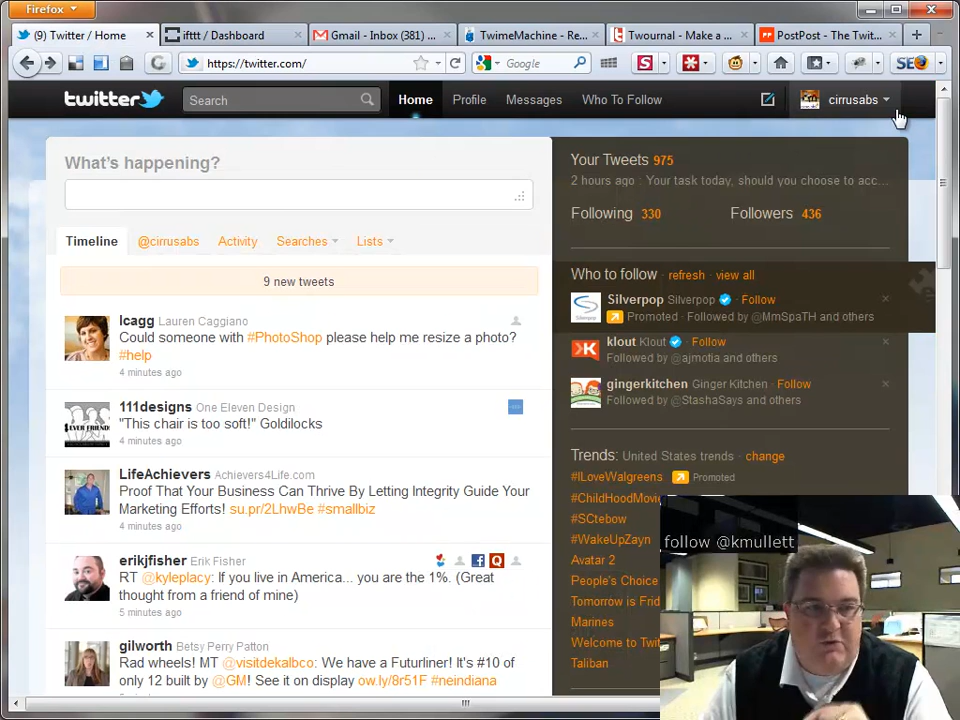 Firefox
(9) Twitter / Home
ifttt / Dashboard
Gmail - Inbox (381) ...
TwimeMachine - Re...
Twournal - Make a ...
PostPost - The Twit...
https://twitter.com/
Google
SEO
twitter
Search
Home
Profile
Messages
Who To Follow
cirrusabs
What's happening?
Timeline
@cirrusabs
Activity
Searches
Lists
9 new tweets
lcagg Lauren Caggiano
Could someone with #PhotoShop please help me resize a photo?
#help
4 minutes ago
111designs One Eleven Design
"This chair is too soft!" Goldilocks
4 minutes ago
LifeAchievers Achievers4Life.com
Proof That Your Business Can Thrive By Letting Integrity Guide Your
Marketing Efforts! su.pr/2LhwBe #smallbiz
4 minutes ago
erikjfisher Erik Fisher
RT @kyleplacy: If you live in America... you are the 1%. (Great
thought from a friend of mine)
5 minutes ago
gilworth Betsy Perry Patton
Rad wheels! MT @visitdekalbco: We have a Futurliner! It's #10 of
only 12 built by @GM! See it on display ow.ly/8r51F #neindiana
Your Tweets 975
2 hours ago : Your task today, should you choose to acc...
Following 330
Followers 436
Who to follow refresh · view all
Silverpop Silverpop · Follow
Promoted · Followed by @MmSpaTH and others
klout Klout · Follow
Followed by @ajmotia and others
gingerkitchen Ginger Kitchen · Follow
Followed by @StashaSays and others
Trends: United States trends · change
#ILoveWalgreens Promoted
#ChildHoodMovi
#SCtebow
#WakeUpZayn
Avatar 2
People's Choice
Tomorrow is Frid
Marines
Welcome to Twit
Taliban
follow @kmullett